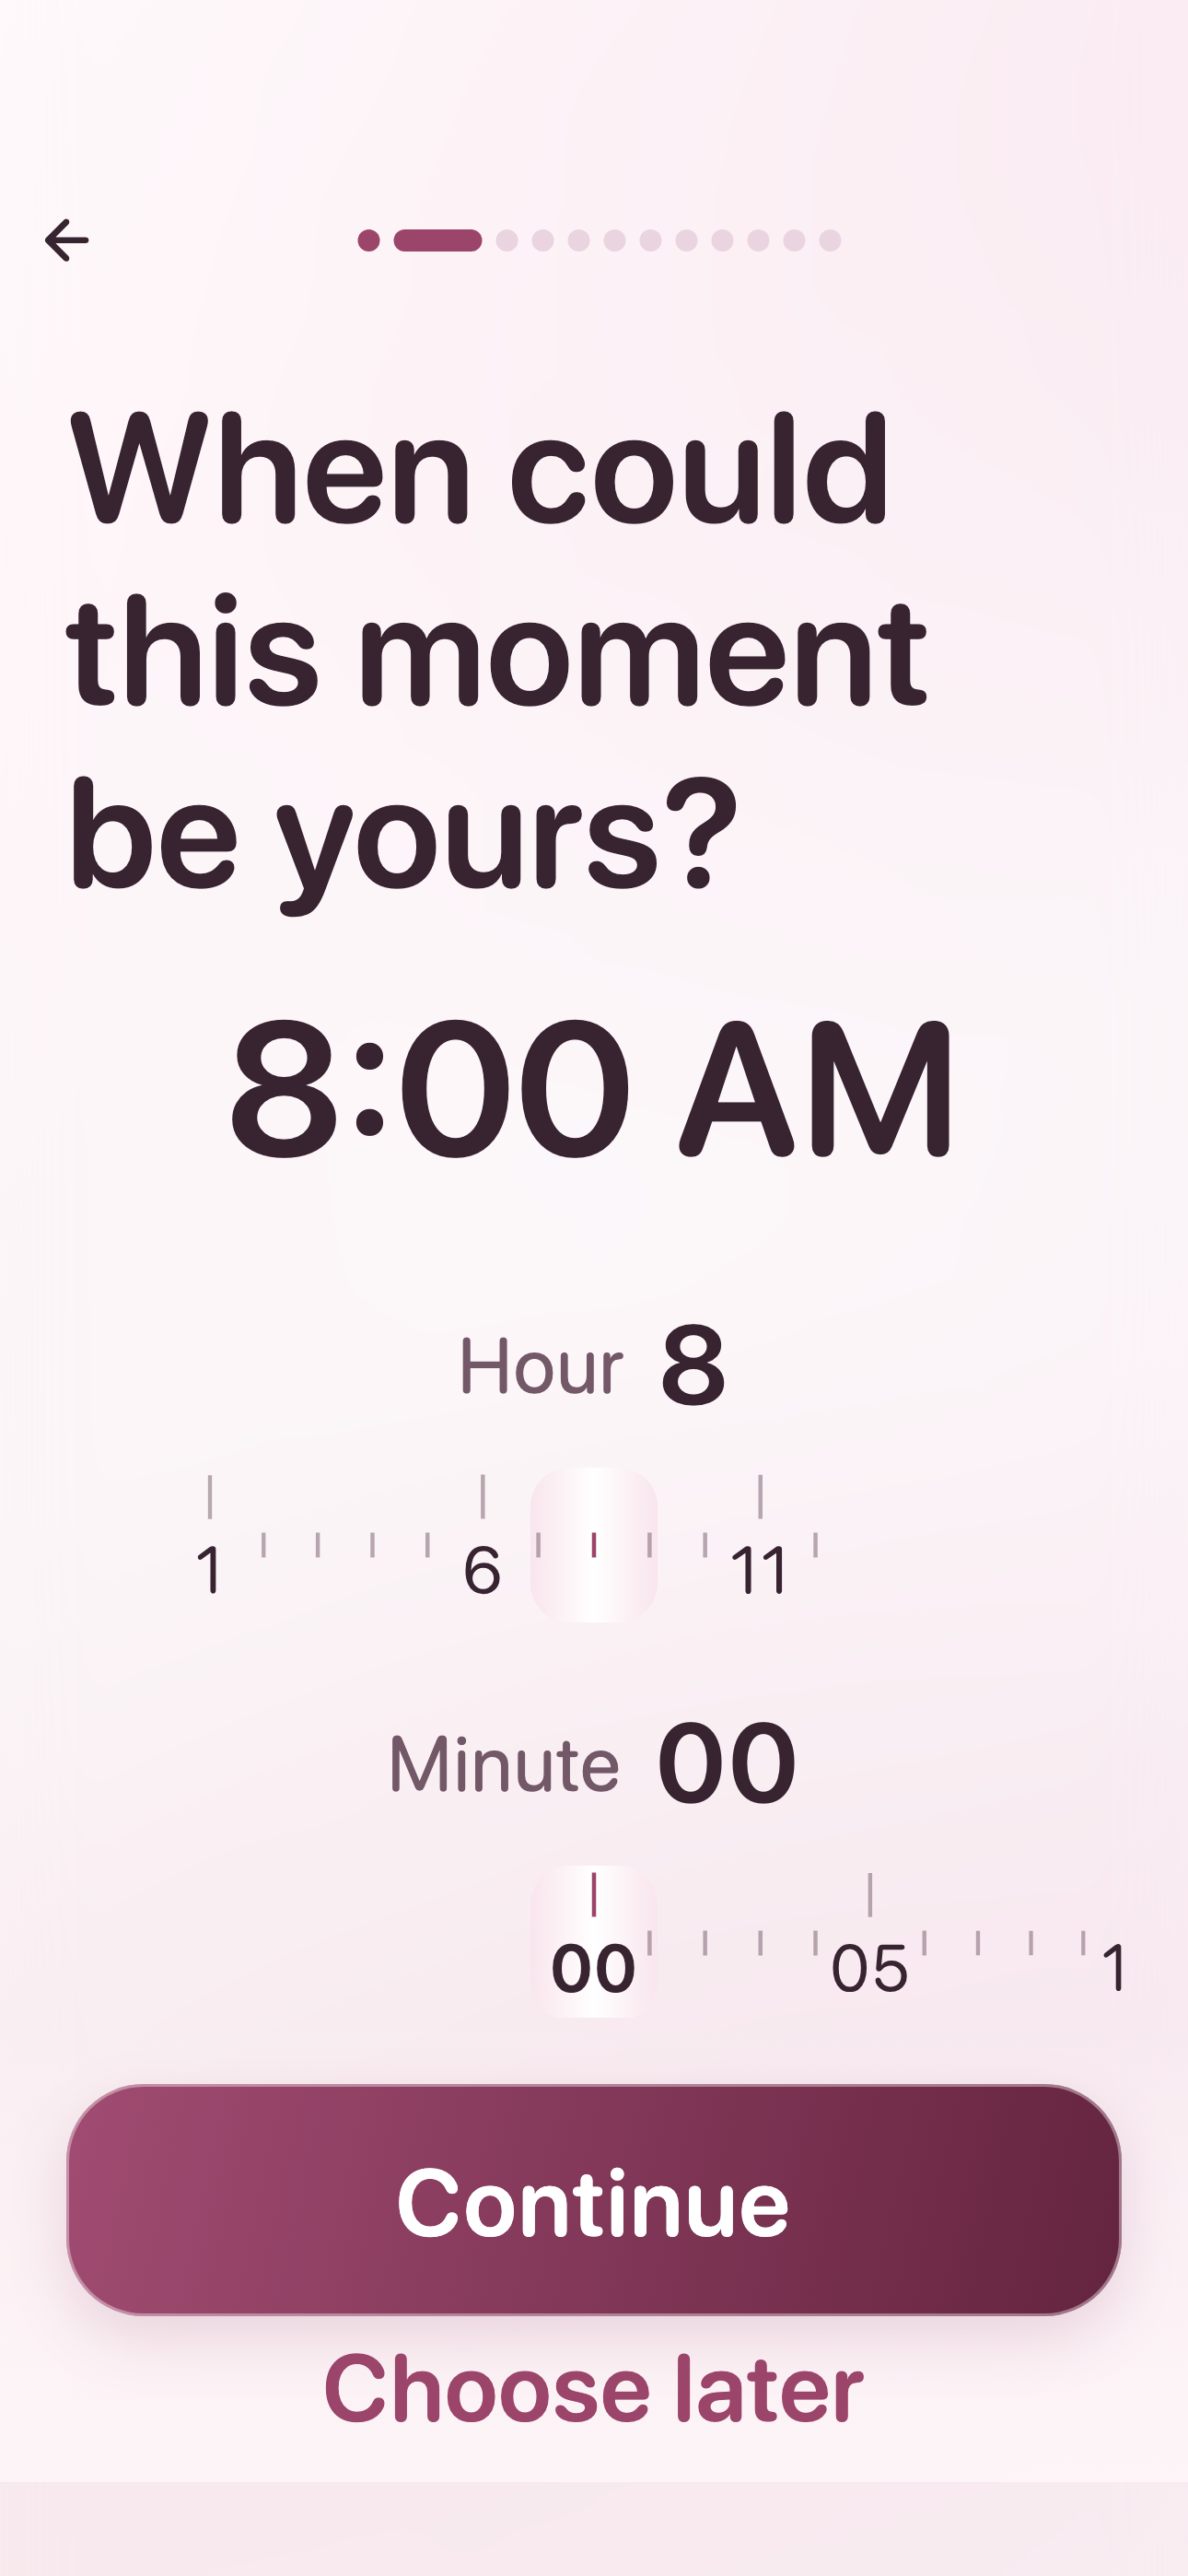 When could
this moment
be yours?
8:00 AM
Hour 8
1 6 11
Minute 00
00 05 1
Continue
Choose later